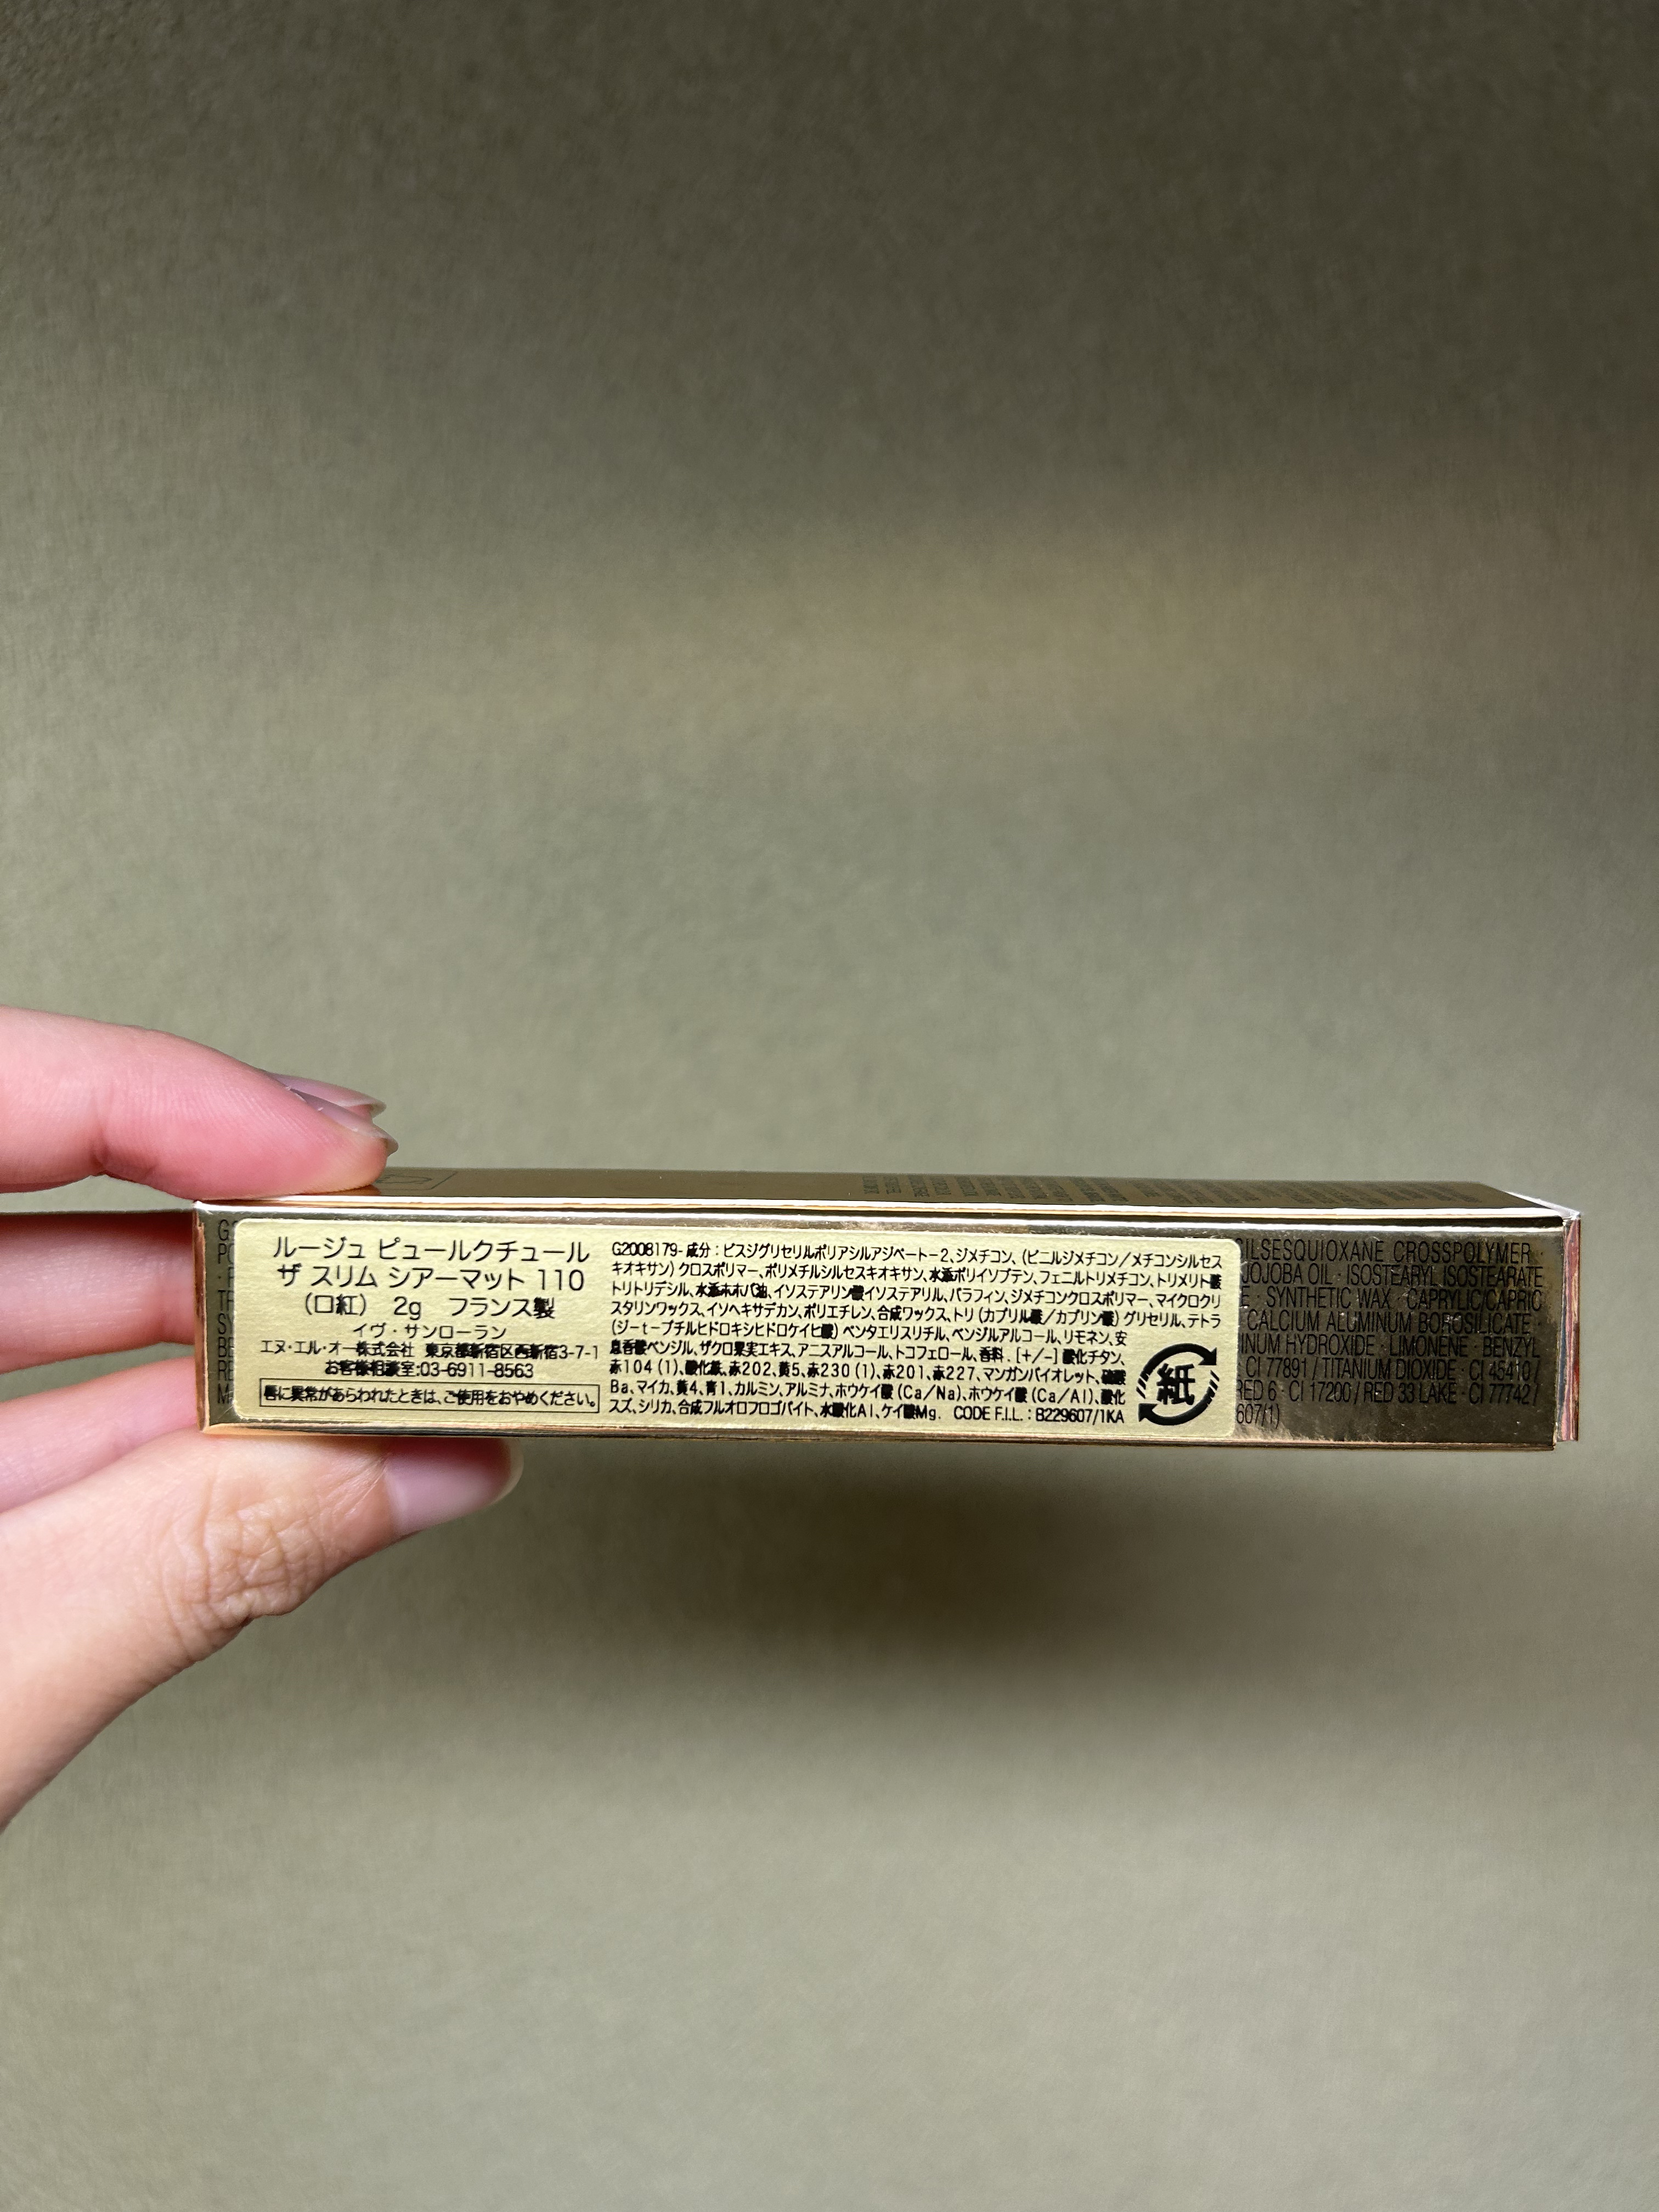 ルージュ ピュールクチュール
ザ スリム シアーマット 110
(口紅) 2g フランス製
イヴ・サンローラン
エヌ・エル・オー株式会社 東京都新宿区西新宿3-7-1
お客様相談室:03-6911-8563
唇に異常があらわれたときは、ご使用をおやめください。
G2008179- 成分：ビスジグリセリルポリアシルアジペート-2、ジメチコン、(ビニルジメチコン/メチコンシルセス
キオキサン) クロスポリマー、ポリメチルシルセスキオキサン、水添ポリイソブテン、フェニルトリメチコン、トリメリト酸
トリトリデシル、水添ホホバ油、イソステアリン酸イソステアリル、パラフィン、ジメチコンクロスポリマー、マイクロクリ
スタリンワックス、イソヘキサデカン、ポリエチレン、合成ワックス、トリ (カプリル酸/カプリン酸) グリセリル、テトラ
(ジーt-ブチルヒドロキシヒドロケイヒ酸) ペンタエリスリチル、ベンジルアルコール、リモネン、安
息香酸ベンジル、ザクロ果実エキス、アニスアルコール、トコフェロール、香料、[+/-] 酸化チタン、
赤104 (1)、酸化鉄、赤202、黄5、赤230 (1)、赤201、赤227、マンガンバイオレット、硫酸
Ba、マイカ、黄4、青1、カルミン、アルミナ、ホウケイ酸 (Ca/Na)、ホウケイ酸 (Ca/Al)、酸化
スズ、シリカ、合成フルオロフロゴパイト、水酸化Al、ケイ酸Mg. CODE F.I.L. : B229607/1KA
紙
ILSESQUIOXANE CROSSPOLYMER ·
JOJOBA OIL · ISOSTEARYL ISOSTEARATE
E · SYNTHETIC WAX · CAPRYLIC/CAPRIC
CALCIUM ALUMINUM BOROSILICATE ·
INUM HYDROXIDE · LIMONENE · BENZYL
CI 77891 / TITANIUM DIOXIDE · CI 45410 /
RED 6 · CI 17200 / RED 33 LAKE · CI 77742 /
607/1)